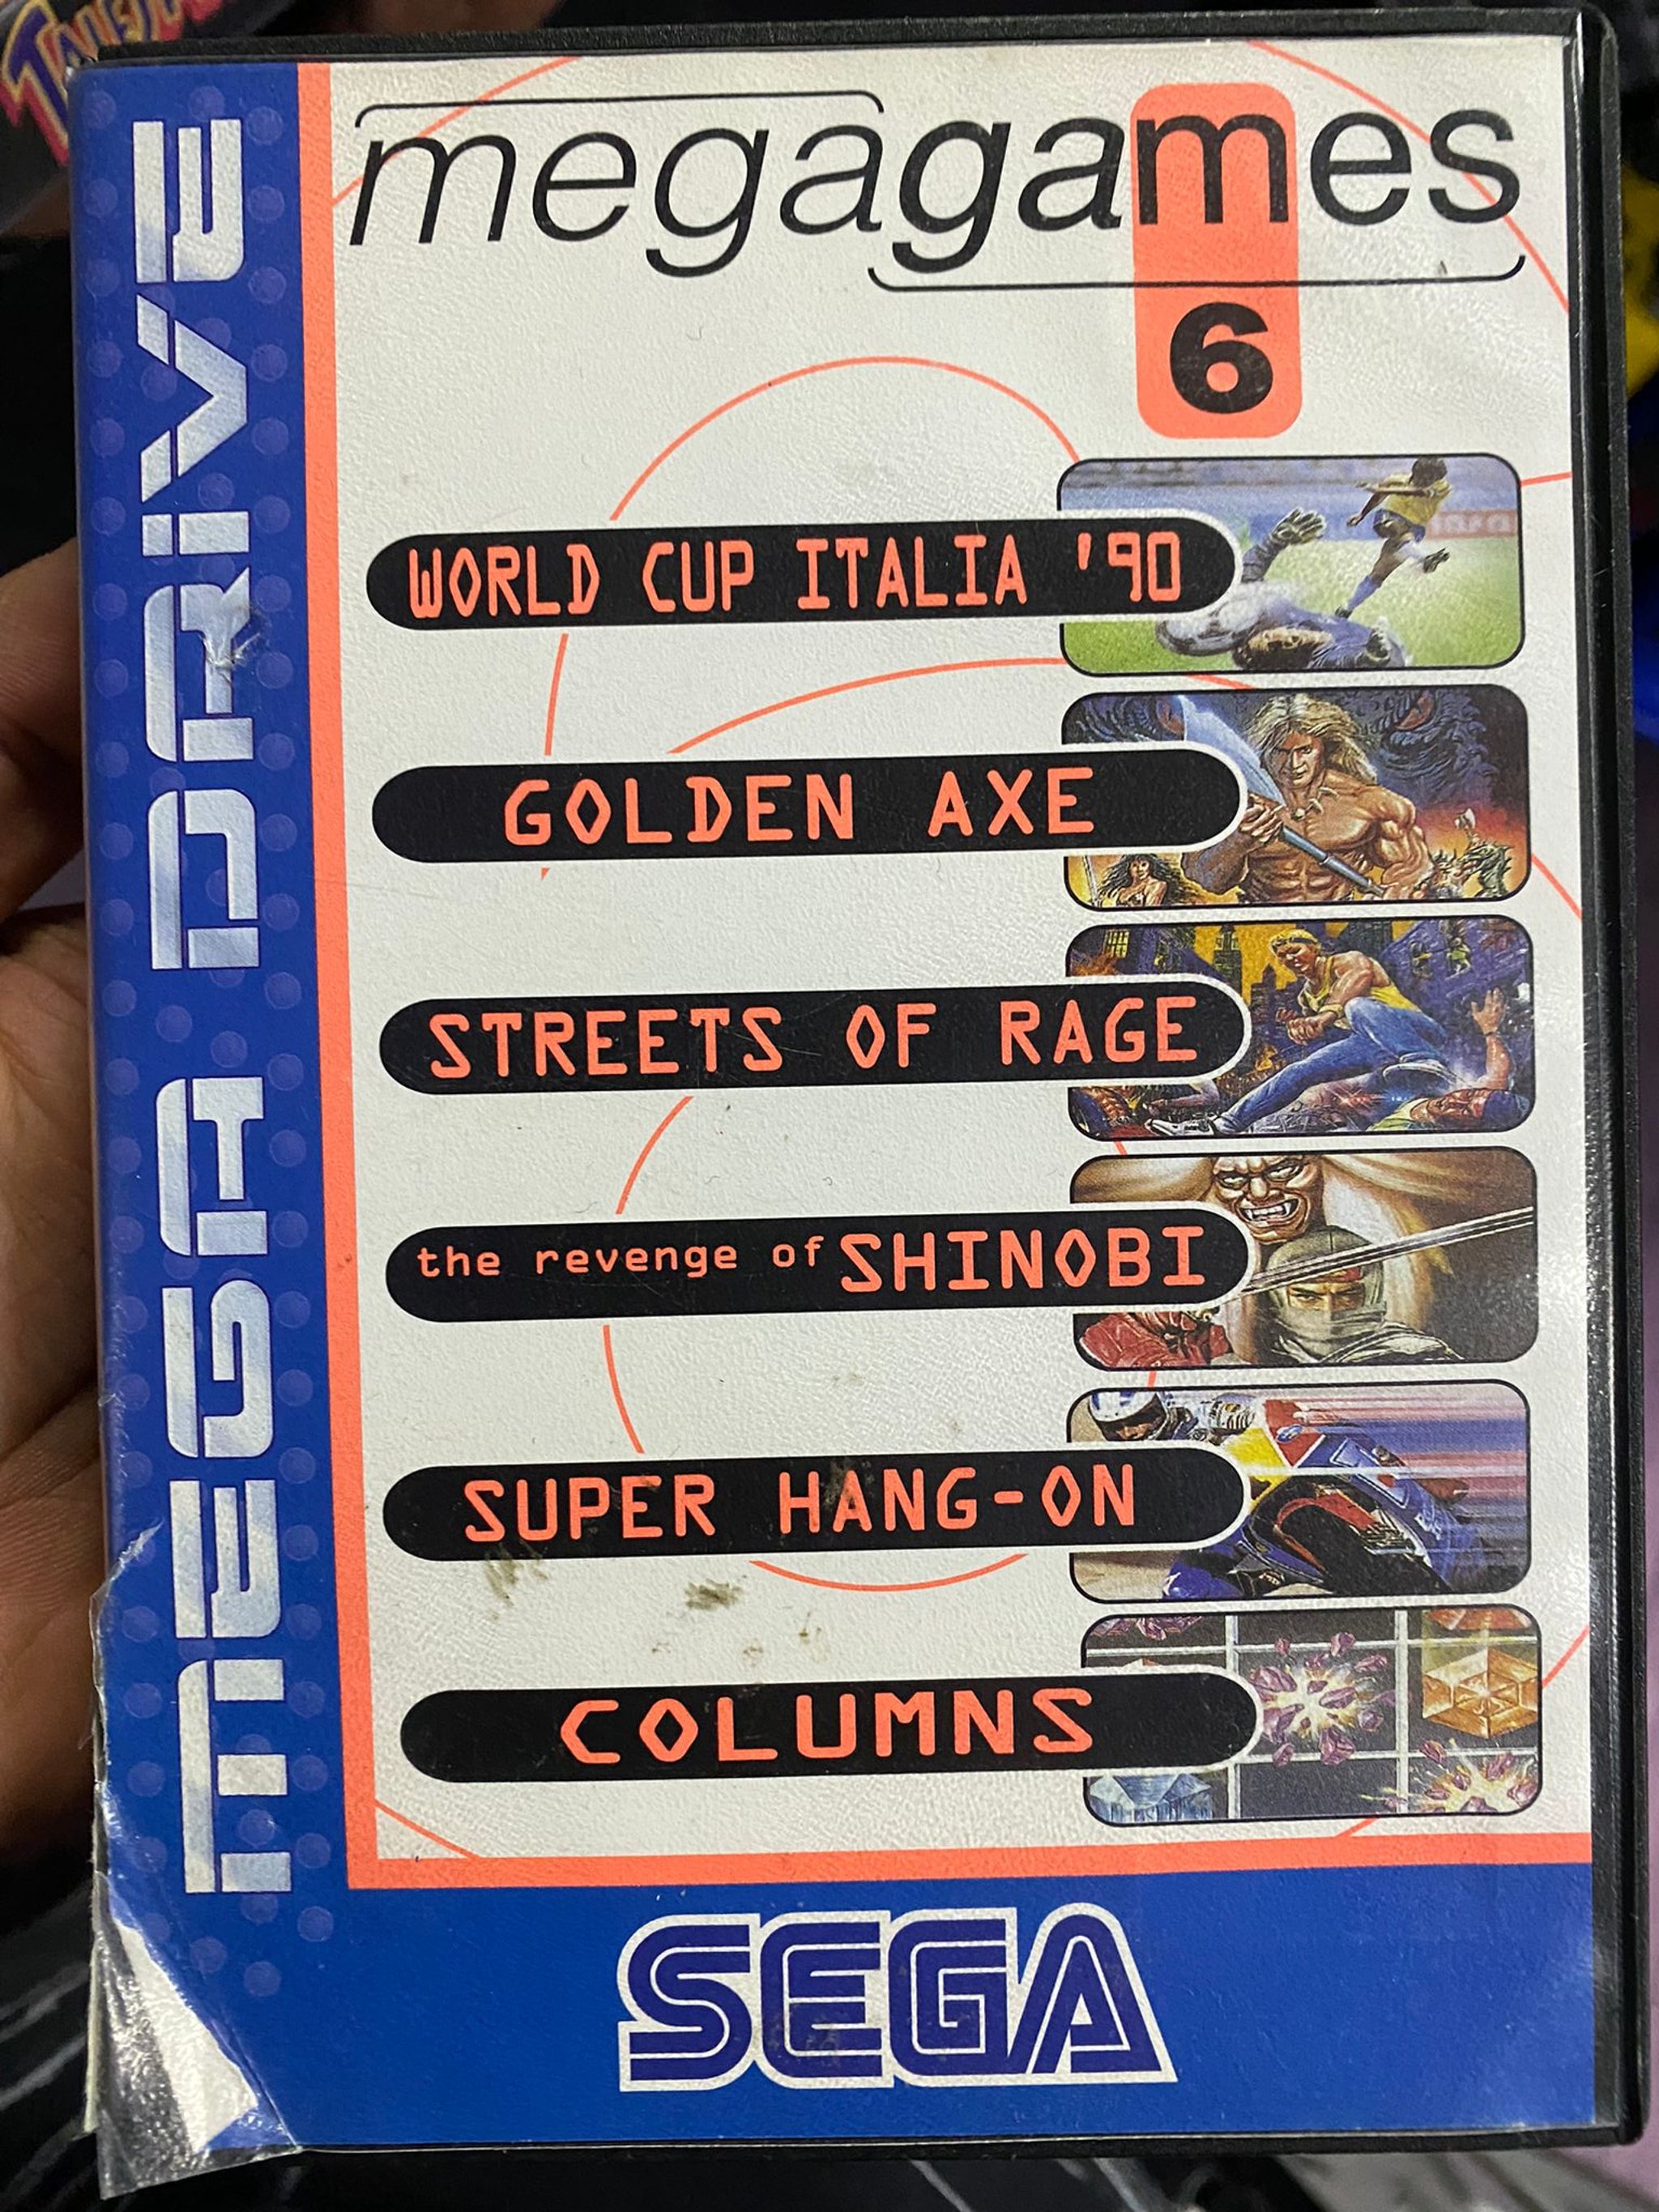 megagames
6
WORLD CUP ITALIA '90
GOLDEN AXE
STREETS OF RAGE
the revenge of SHINOBI
SUPER HANG-ON
COLUMNS
MEGA DRIVE
SEGA